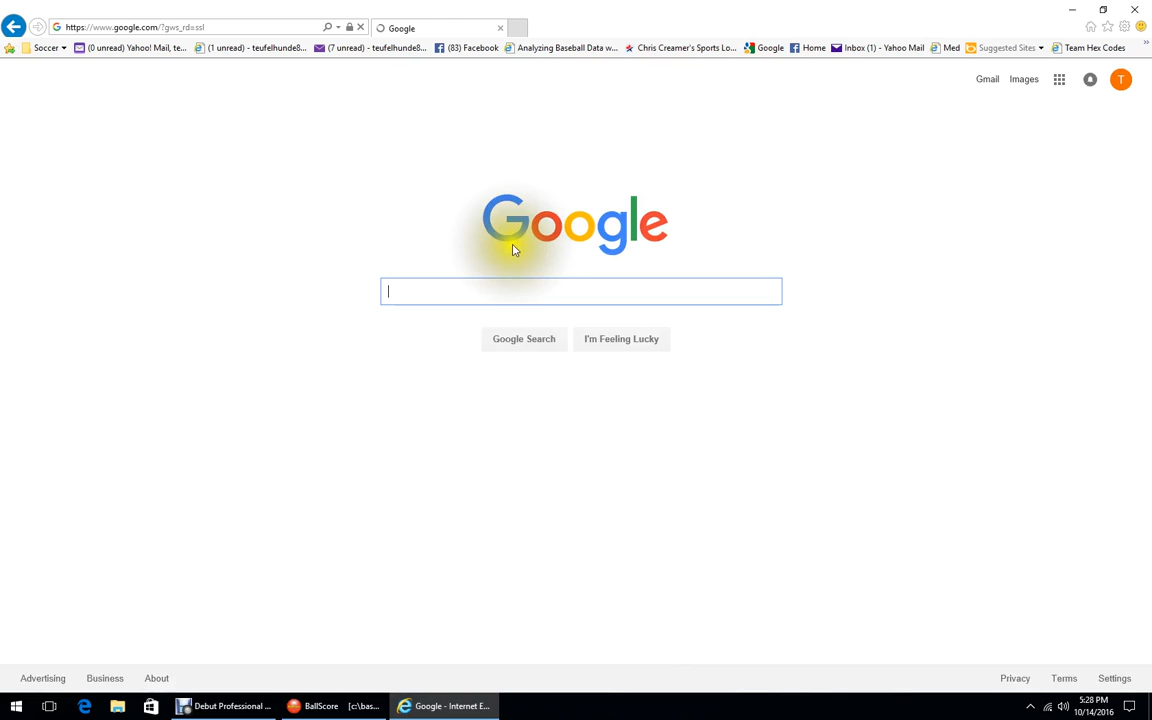 https://www.google.com/?gws_rd=ssl
Google
Soccer
(0 unread) Yahoo! Mail, te...
(1 unread) - teufelhunde8...
(7 unread) - teufelhunde8...
(83) Facebook
Analyzing Baseball Data w...
Chris Creamer's Sports Lo...
Google
Home
Inbox (1) - Yahoo Mail
Med
Suggested Sites
Team Hex Codes
Gmail
Images
T
Google
Google Search
I'm Feeling Lucky
Advertising
Business
About
Privacy
Terms
Settings
Debut Professional ...
BallScore [c:\bas...
Google - Internet E...
5:28 PM
10/14/2016